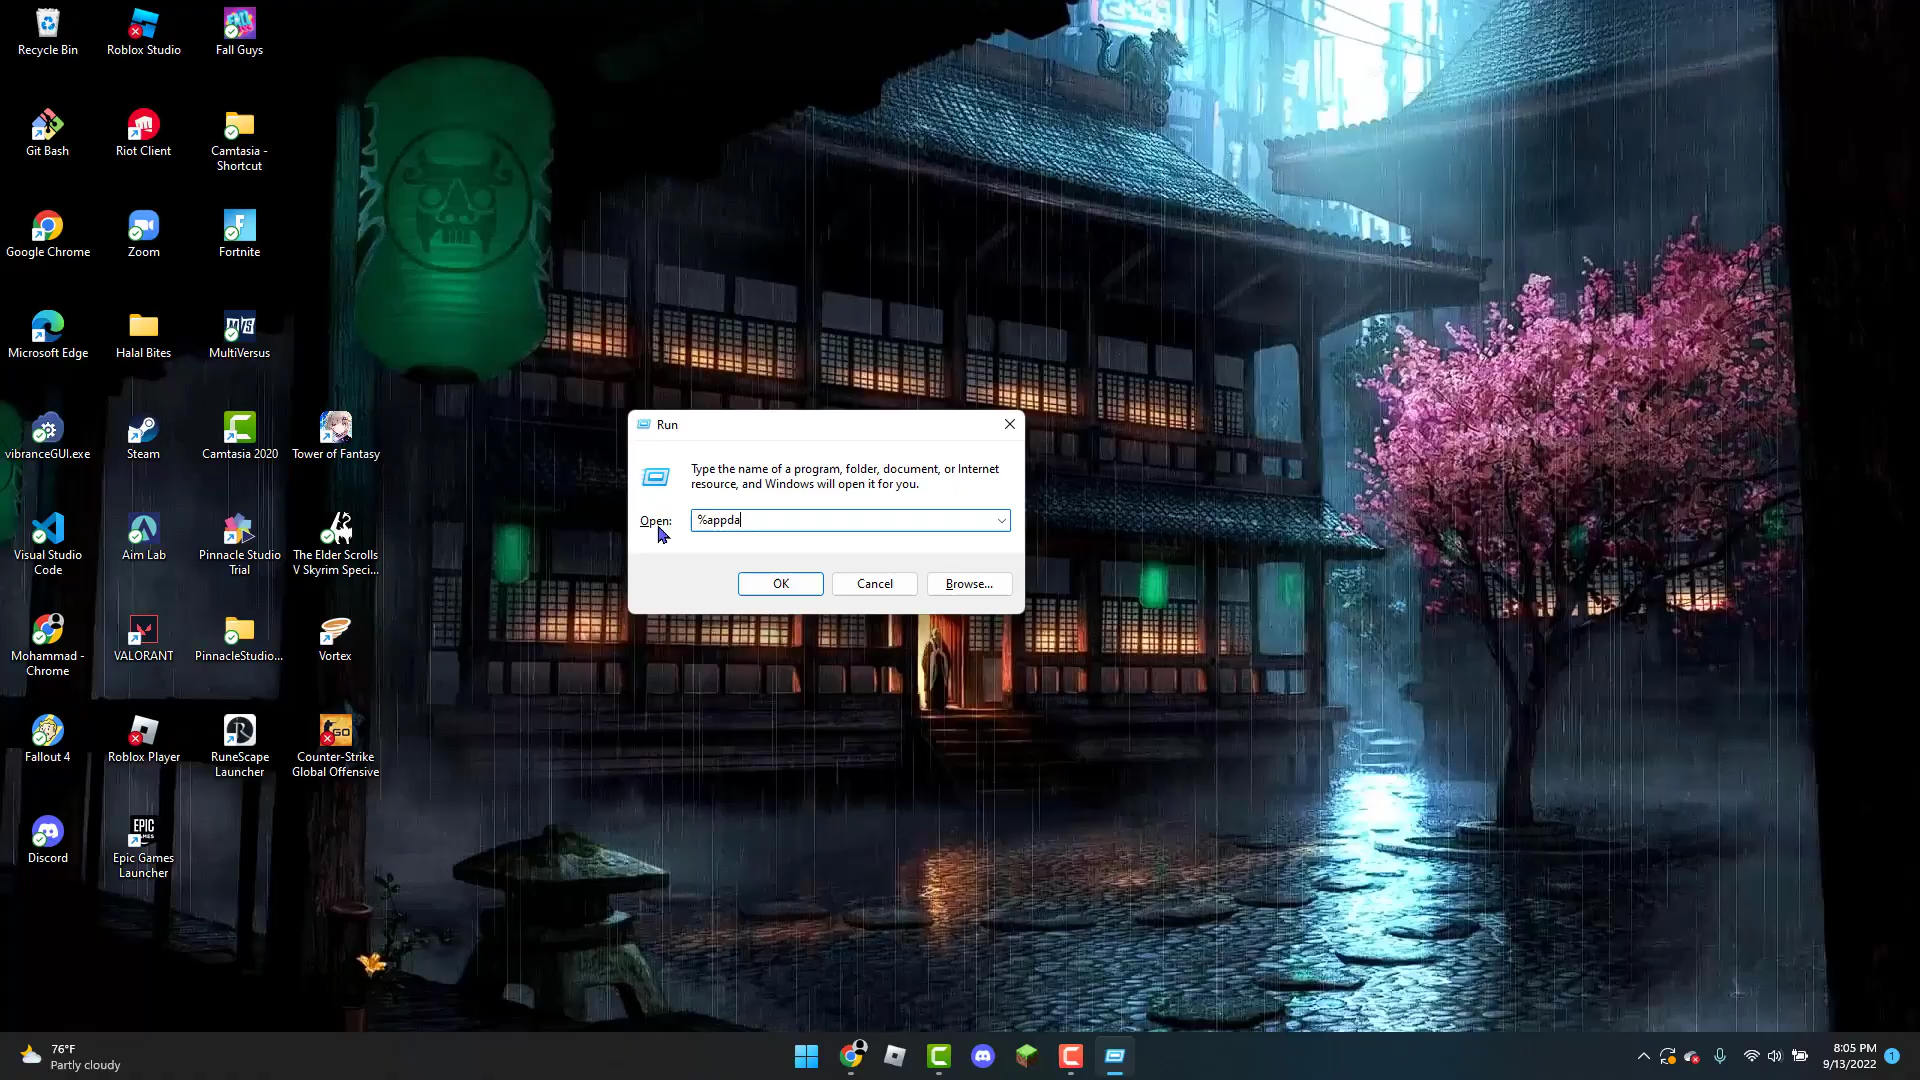 Recycle Bin
Roblox Studio
Fall Guys
Git Bash
Riot Client
Camtasia -
Shortcut
Google Chrome
Zoom
Fortnite
Microsoft Edge
Halal Bites
MultiVersus
vibranceGUI.exe
Steam
Camtasia 2020
Tower of Fantasy
Visual Studio
Code
Aim Lab
Pinnacle Studio
Trial
The Elder Scrolls
V Skyrim Speci...
Mohammad -
Chrome
VALORANT
PinnacleStudio...
Vortex
Fallout 4
Roblox Player
RuneScape
Launcher
Counter-Strike
Global Offensive
Discord
EPIC
GAMES
Epic Games
Launcher
Run
Type the name of a program, folder, document, or Internet
resource, and Windows will open it for you.
Open:
%appda
OK
Cancel
Browse...
76°F
Partly cloudy
8:05 PM
9/13/2022
1